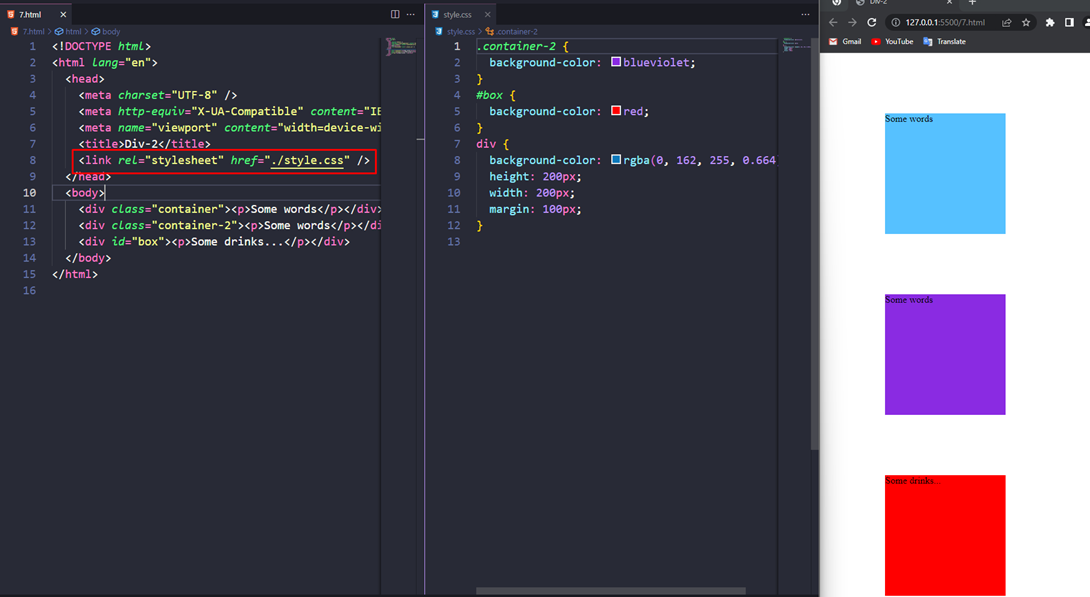 7.html
7.html > html > body
1 <!DOCTYPE html>
2 <html lang="en">
3 <head>
4 <meta charset="UTF-8" />
5 <meta http-equiv="X-UA-Compatible" content="IE
6 <meta name="viewport" content="width=device-wi
7 <title>Div-2</title>
8 <link rel="stylesheet" href="./style.css" />
9 </head>
10 <body>
11 <div class="container"><p>Some words</p></div>
12 <div class="container-2"><p>Some words</p></di
13 <div id="box"><p>Some drinks...</p></div>
14 </body>
15 </html>
16
style.css
style.css > .container-2
1 .container-2 {
2 background-color: blueviolet;
3 }
4 #box {
5 background-color: red;
6 }
7 div {
8 background-color: rgba(0, 162, 255, 0.664
9 height: 200px;
10 width: 200px;
11 margin: 100px;
12 }
13
Div-2
127.0.0.1:5500/7.html
Gmail YouTube Translate
Some words
Some words
Some drinks...